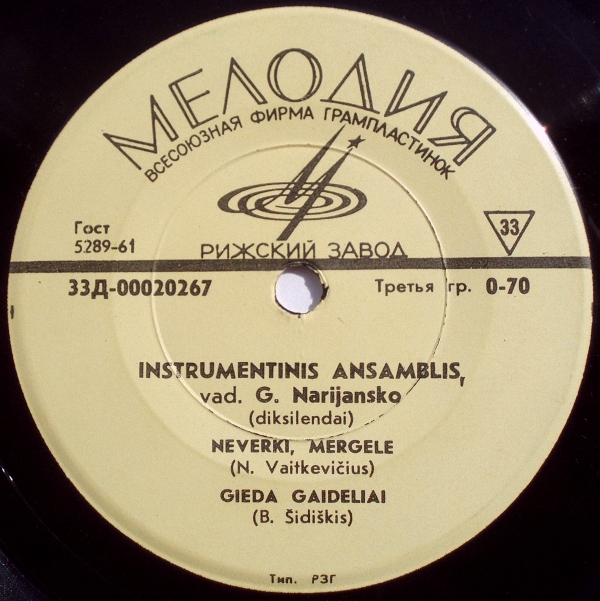 МЕЛОДИЯ
ВСЕСОЮЗНАЯ ФИРМА ГРАМПЛАСТИНОК
Гост
5289-61
33
РИЖСКИЙ ЗАВОД
33Д-00020267
Третья гр. 0-70
INSTRUMENTINIS ANSAMBLIS,
vad. G. Narijansko
(diksilendai)
NEVERKI, MERGELE
(N. Vaitkevičius)
GIEDA GAIDELIAI
(B. Šidiškis)
Тип. РЗГ